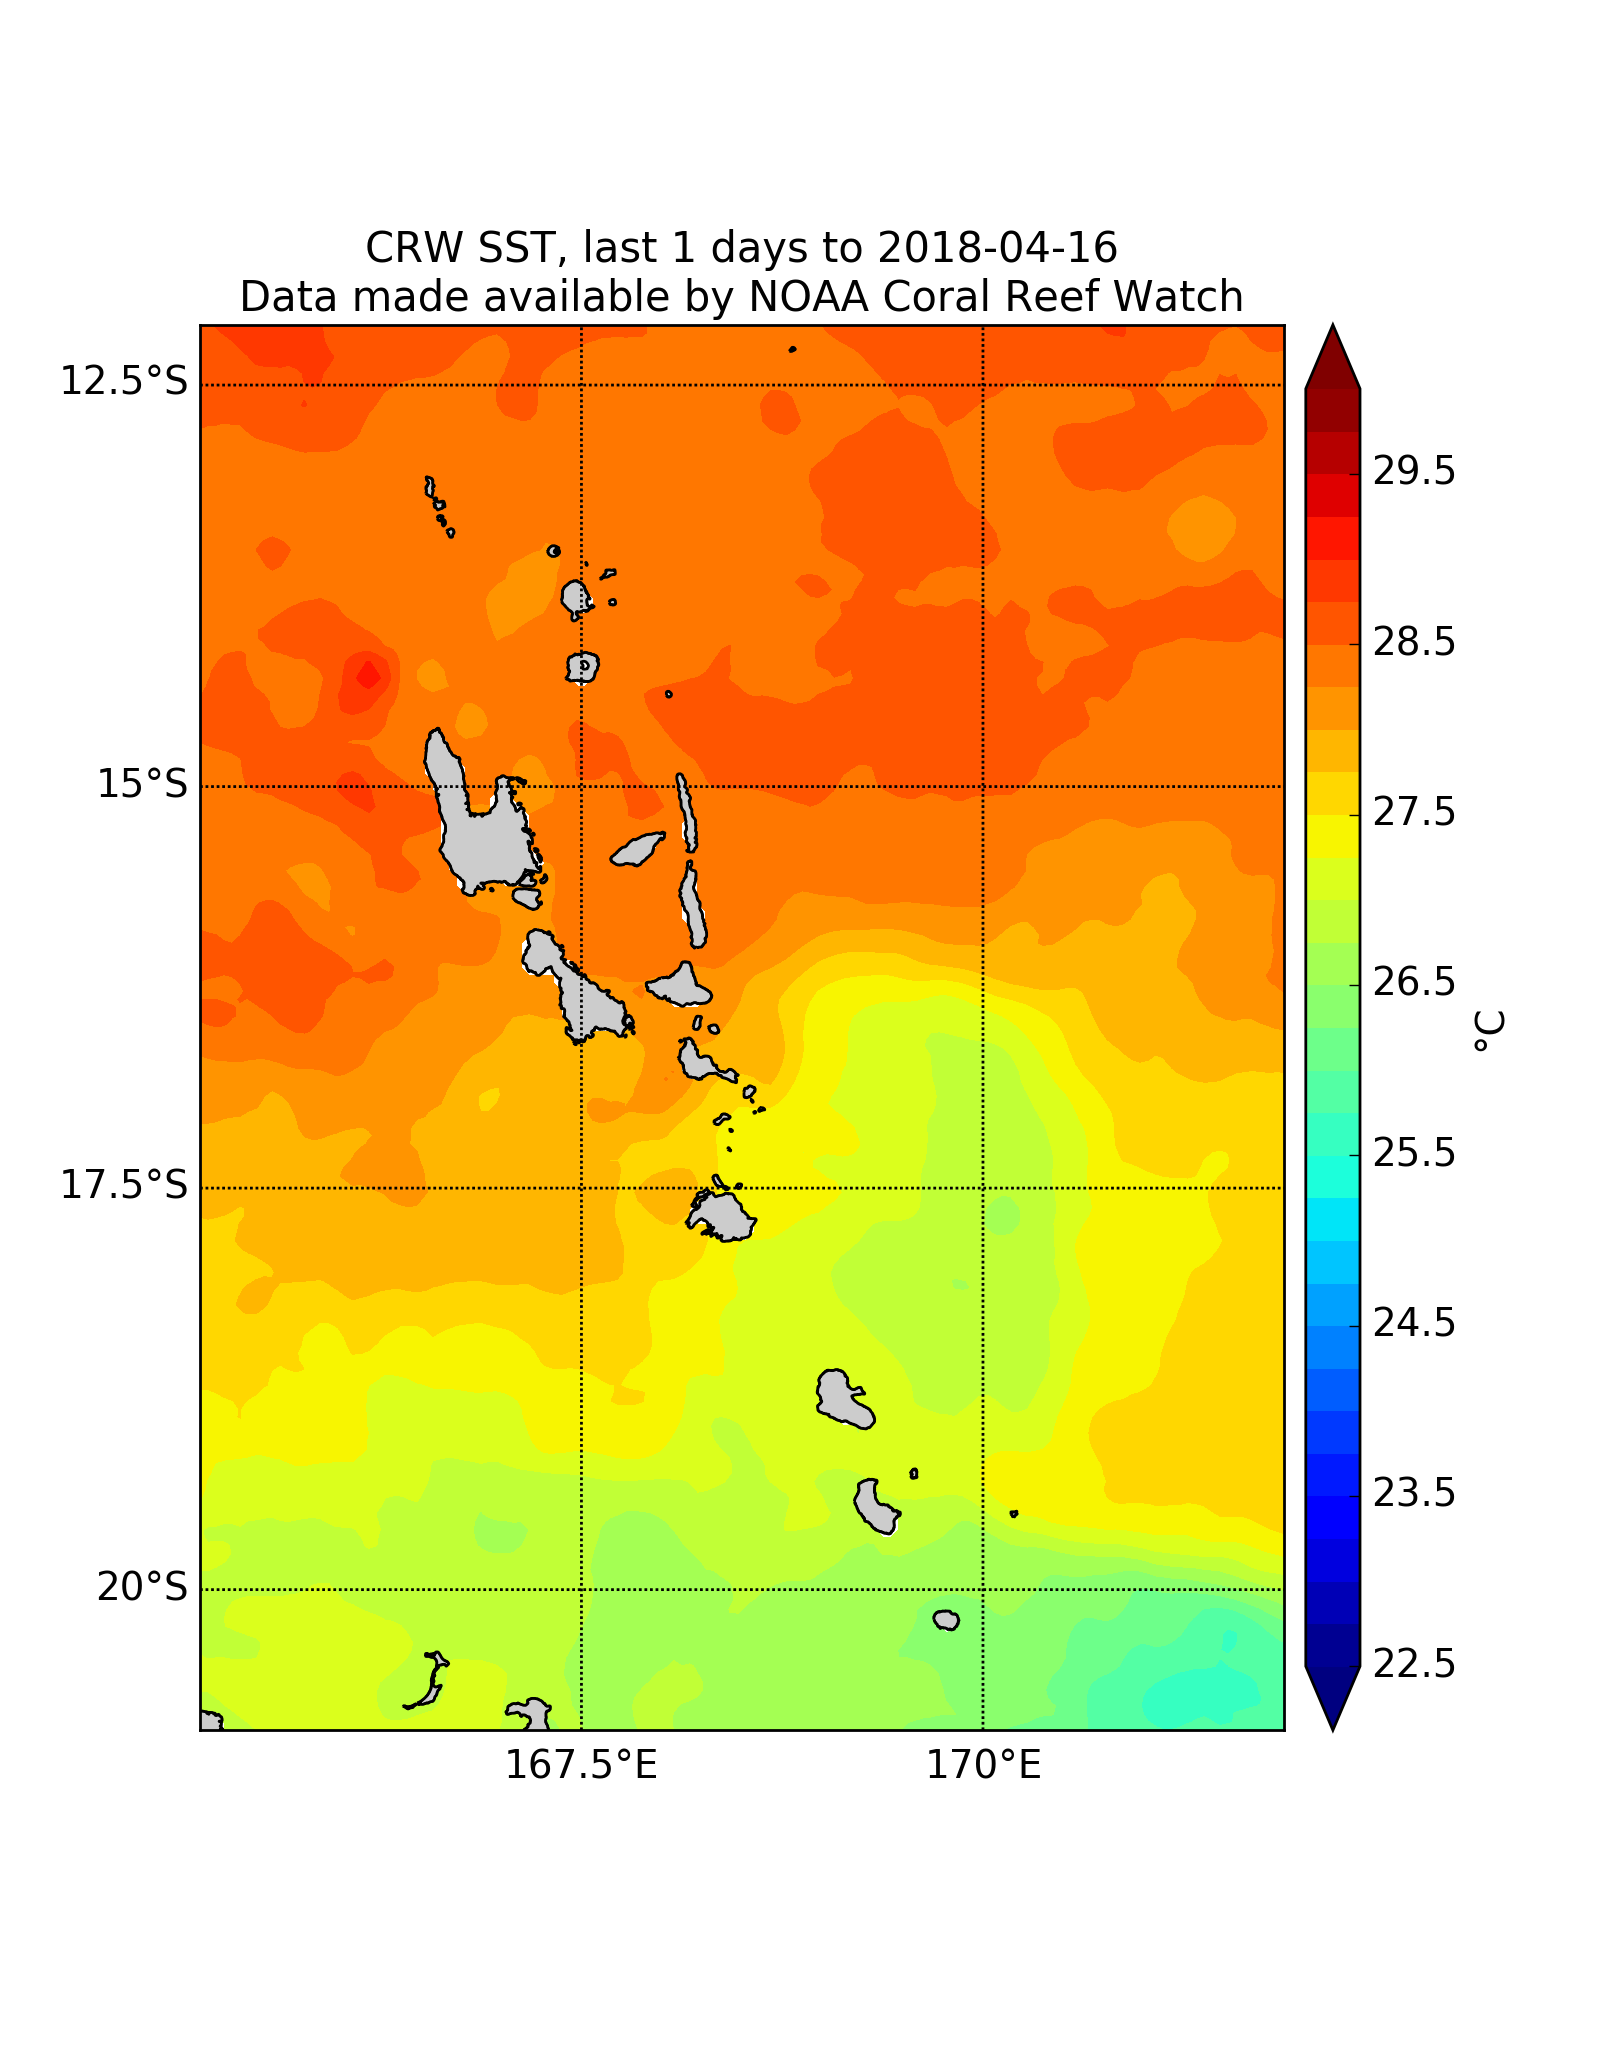 CRW SST, last 1 days to 2018-04-16
Data made available by NOAA Coral Reef Watch
12.5°S
15°S
17.5°S
20°S
167.5°E
170°E
29.5
28.5
27.5
26.5
25.5
24.5
23.5
22.5
°C